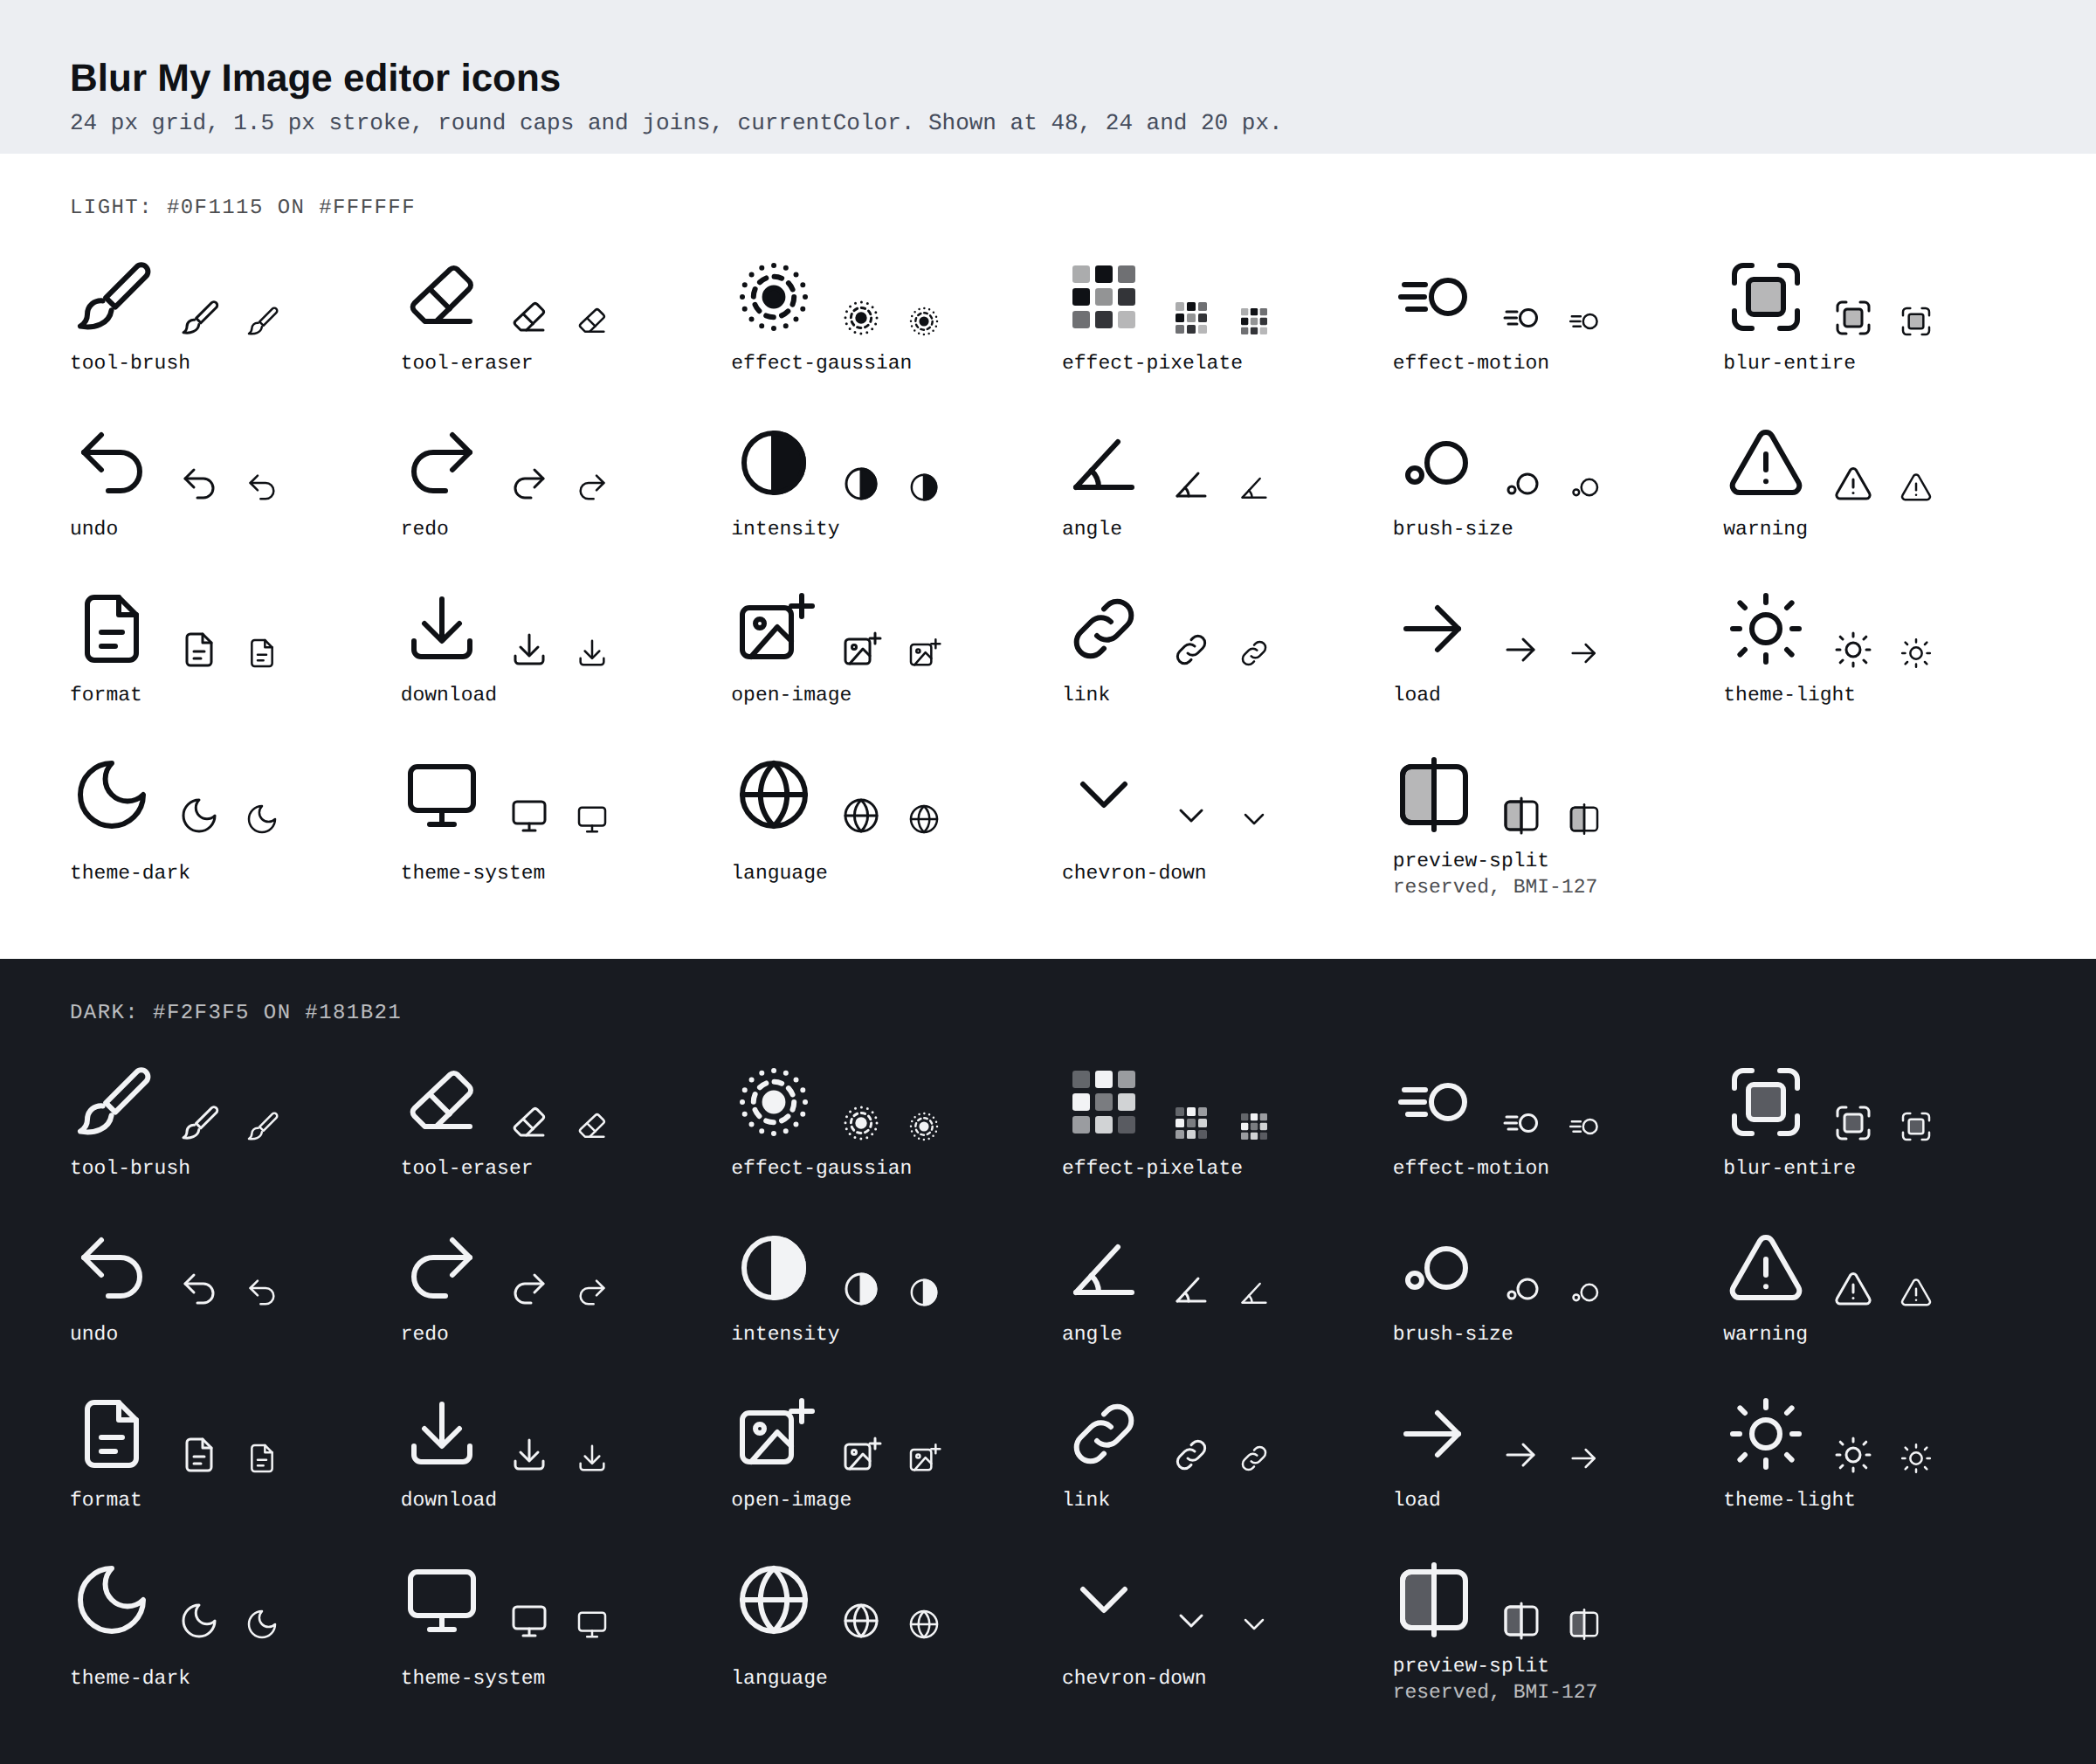 Blur My Image editor icons
24 px grid, 1.5 px stroke, round caps and joins, currentColor. Shown at 48, 24 and 20 px.
LIGHT: #0F1115 ON #FFFFFF
tool-brush tool-eraser effect-gaussian effect-pixelate effect-motion blur-entire
undo redo intensity angle brush-size warning
format download open-image link load theme-light
theme-dark theme-system language chevron-down preview-split
reserved, BMI-127
DARK: #F2F3F5 ON #181B21
tool-brush tool-eraser effect-gaussian effect-pixelate effect-motion blur-entire
undo redo intensity angle brush-size warning
format download open-image link load theme-light
theme-dark theme-system language chevron-down preview-split
reserved, BMI-127